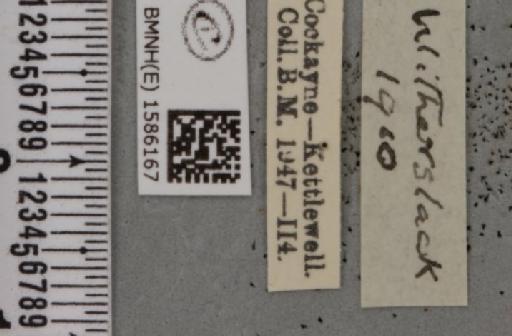 123456789
123456789
e
BMNH(E) 1586167
Cockayne—Kettlewell.
Coll. B.M. 1947—114.
Witherslack
1910